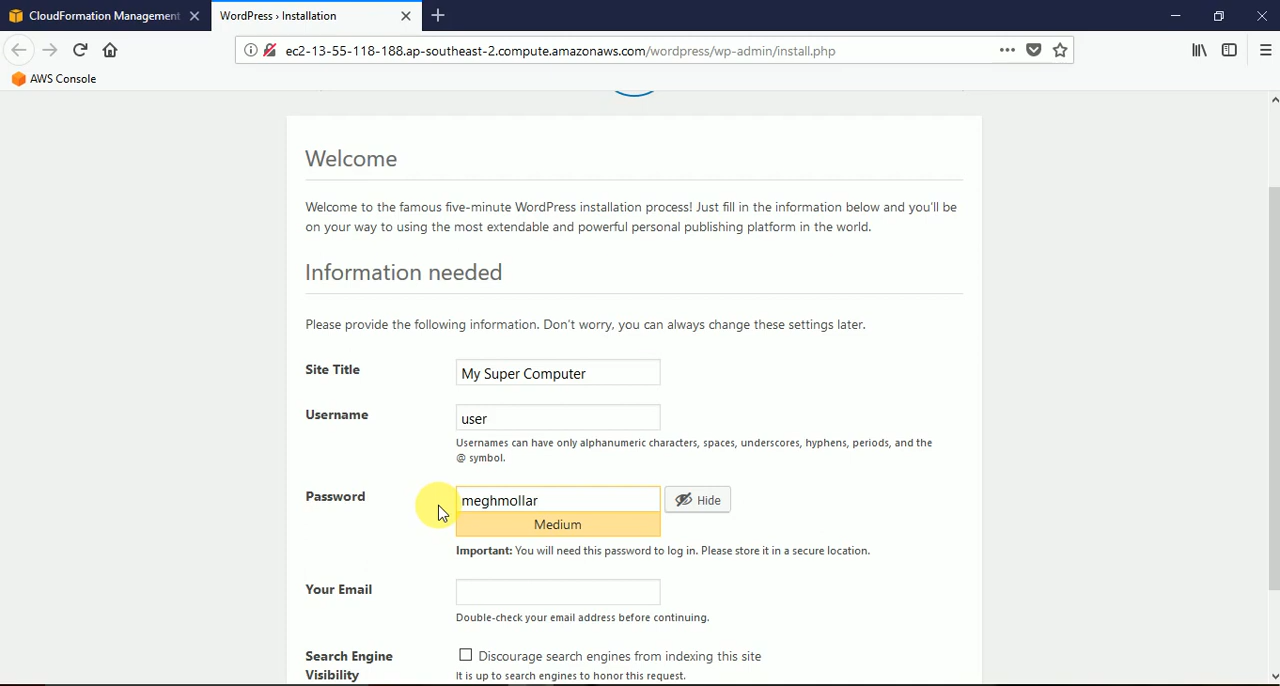 CloudFormation Management
WordPress › Installation
ec2-13-55-118-188.ap-southeast-2.compute.amazonaws.com/wordpress/wp-admin/install.php
AWS Console
Welcome
Welcome to the famous five-minute WordPress installation process! Just fill in the information below and you'll be
on your way to using the most extendable and powerful personal publishing platform in the world.
Information needed
Please provide the following information. Don't worry, you can always change these settings later.
Site Title My Super Computer
Username user
Usernames can have only alphanumeric characters, spaces, underscores, hyphens, periods, and the
@ symbol.
Password meghmollar Hide
Medium
Important: You will need this password to log in. Please store it in a secure location.
Your Email
Double-check your email address before continuing.
Search Engine Discourage search engines from indexing this site
Visibility It is up to search engines to honor this request.